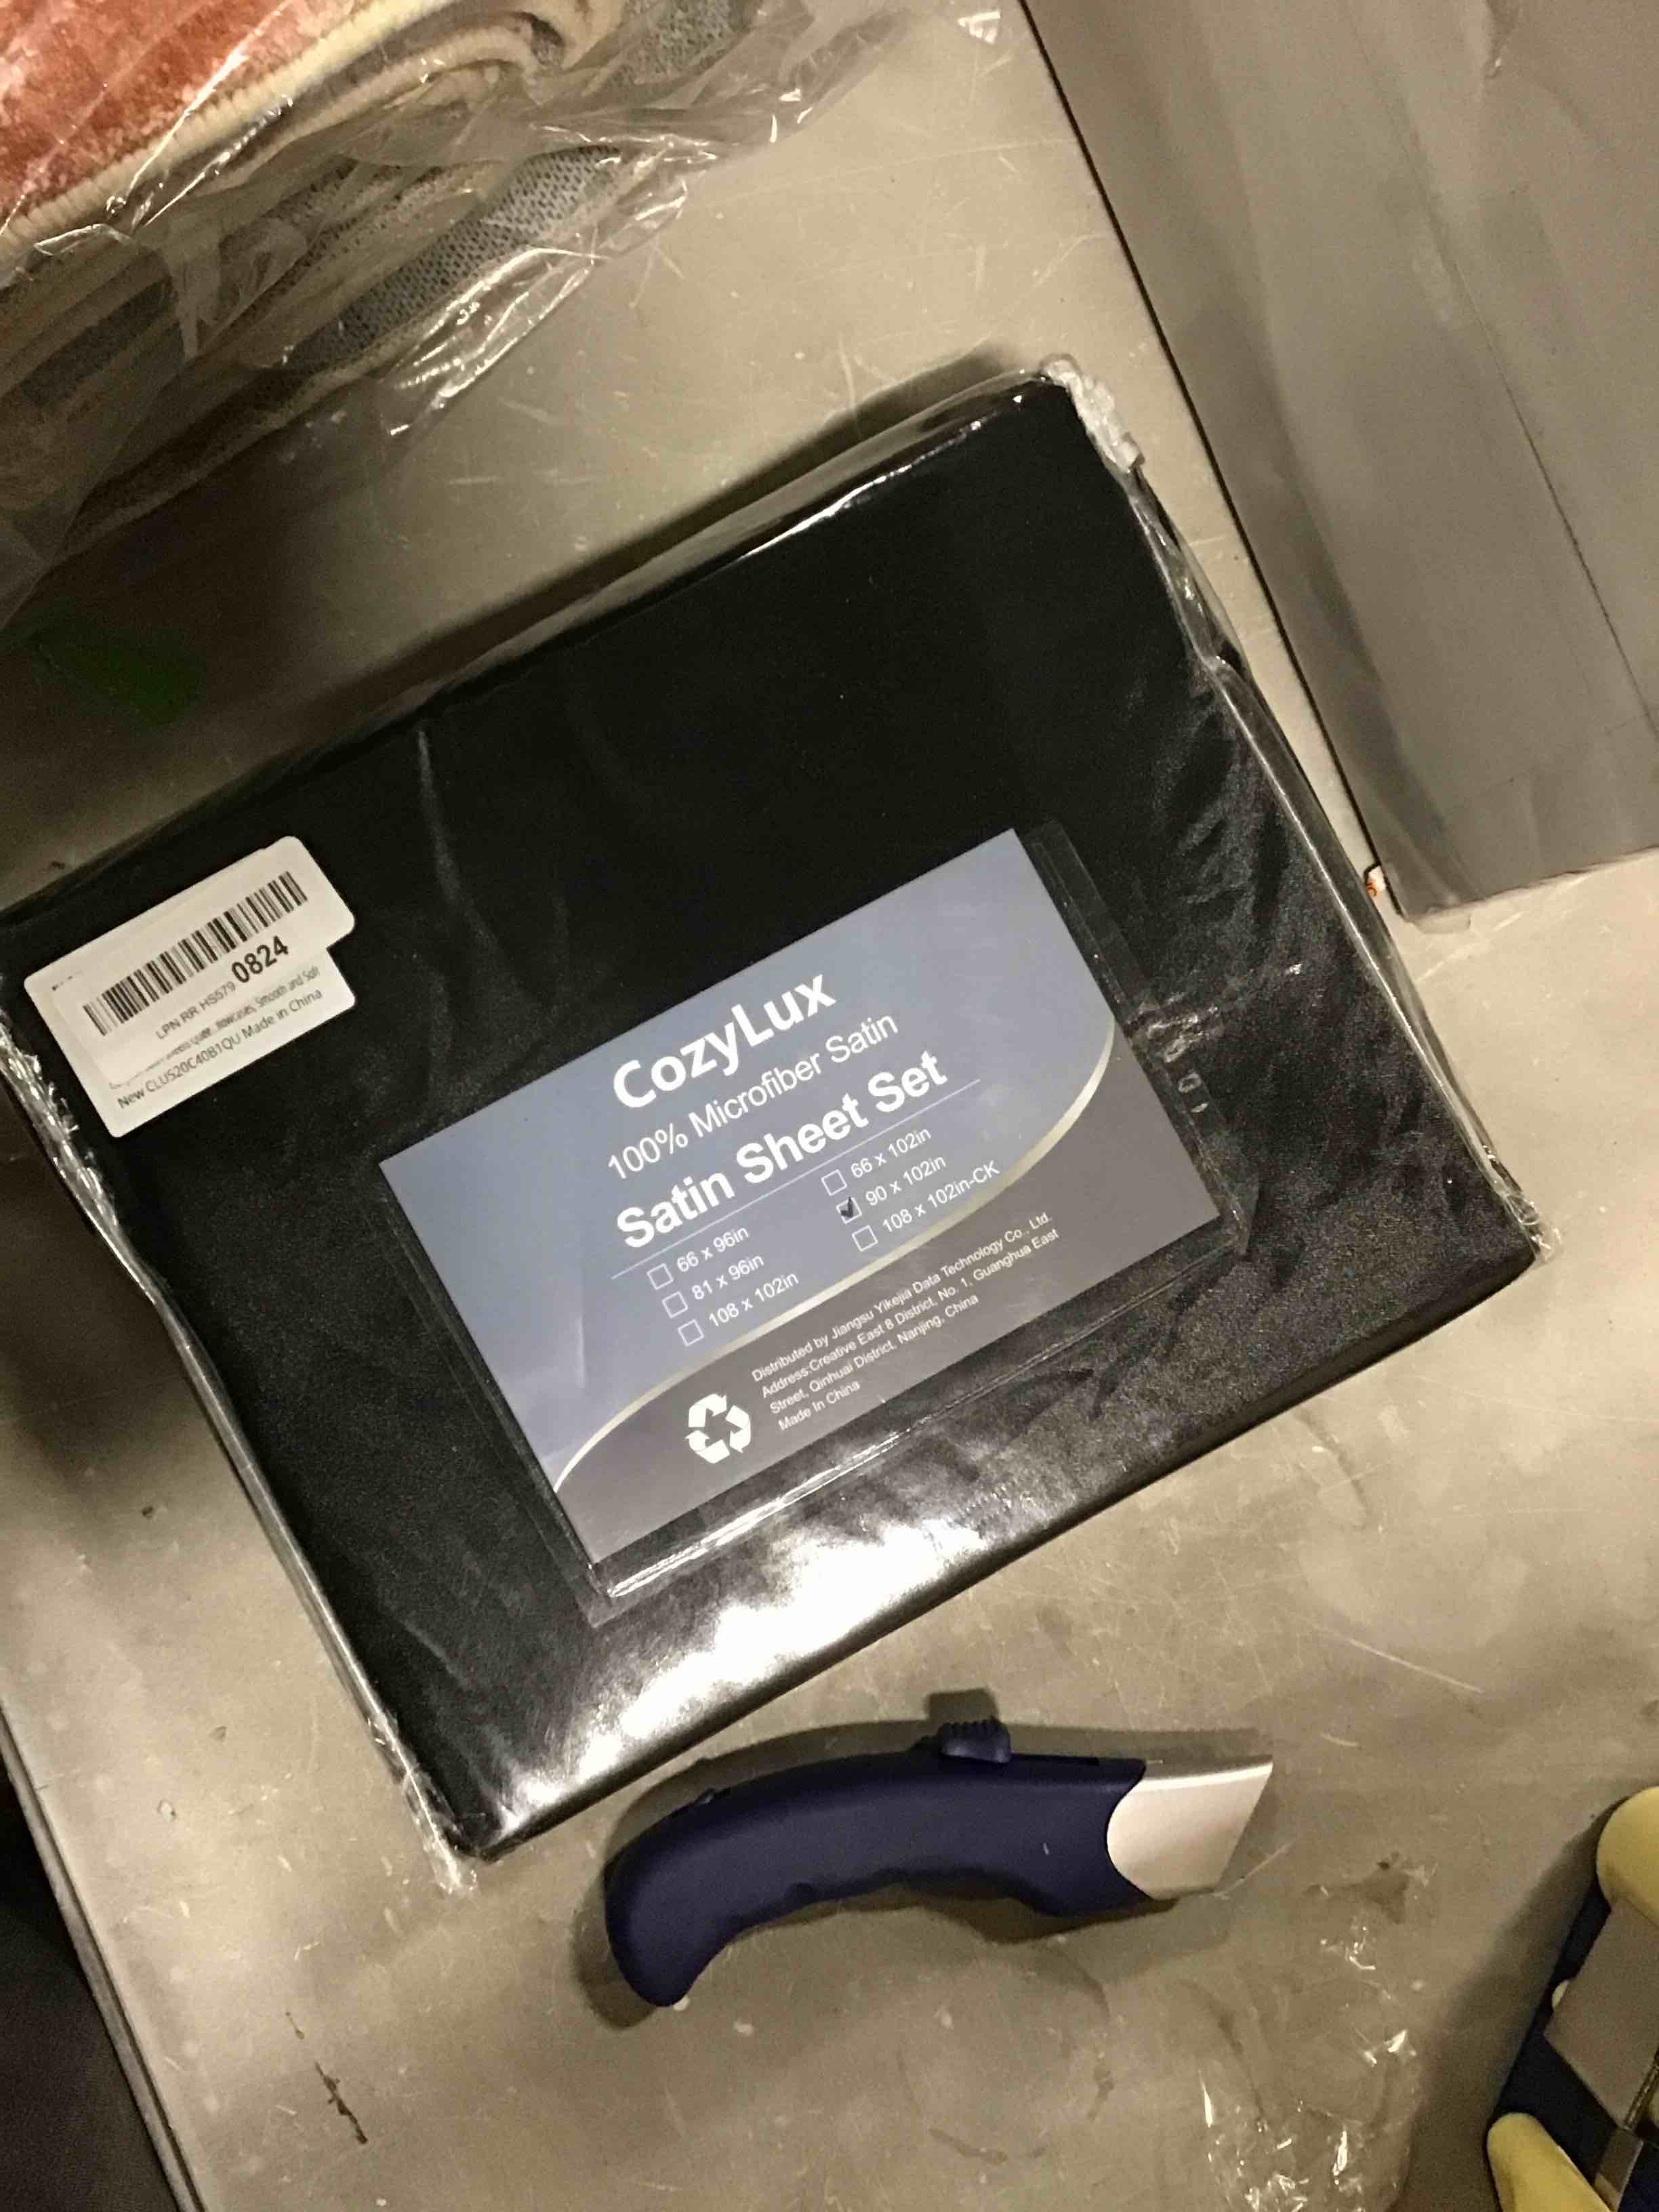 LPN RR HS579 0824
Smooth and Soft
New CLUS20C40B1QU Made in China
CozyLux
100% Microfiber Satin
Satin Sheet Set
66 x 96in
81 x 96in
108 x 102in
66 x 102in
90 x 102in
108 x 102in-CK
Distributed by Jiangsu Yikejia Data Technology Co., Ltd.
Address:Creative East 8 District, No. 1, Guanghua East
Street, Qinhuai District, Nanjing, China
Made In China